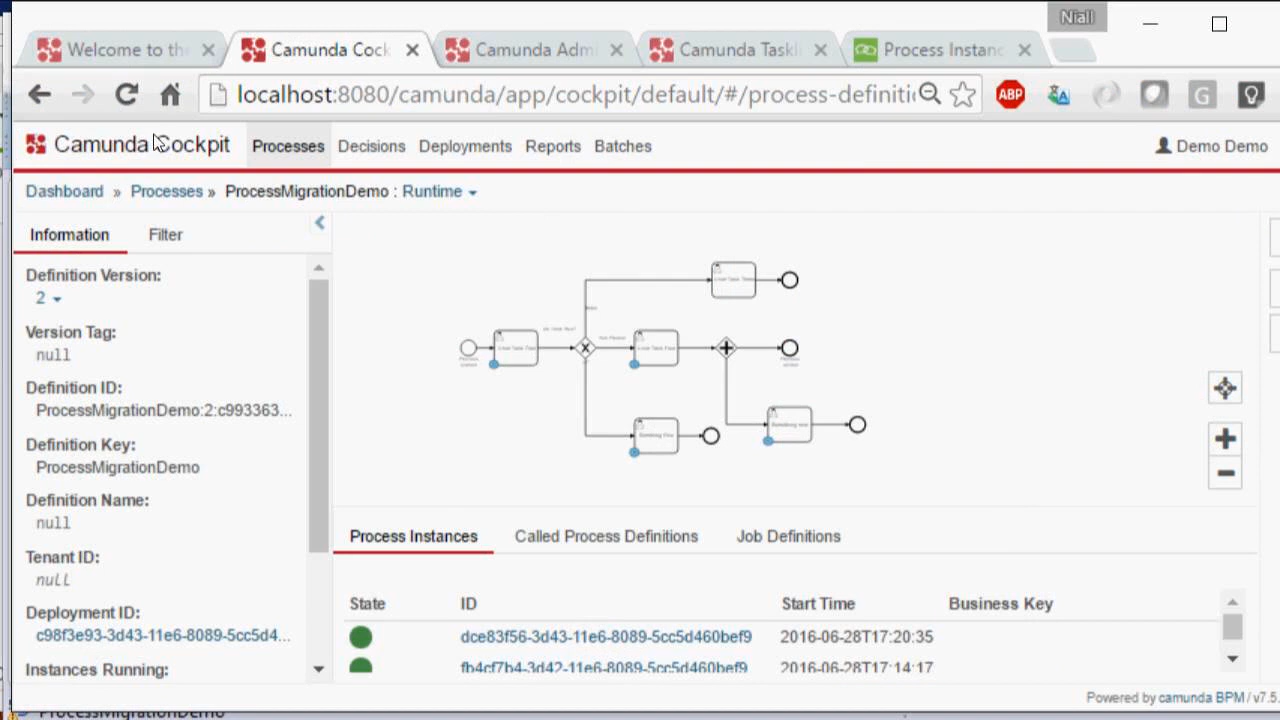 Niall
Welcome to the
Camunda Cock
Camunda Admi
Camunda Taskli
Process Instanc
localhost:8080/camunda/app/cockpit/default/#/process-definiti
ABP
G
Camunda Cockpit
Processes
Decisions
Deployments
Reports
Batches
Demo Demo
Dashboard » Processes » ProcessMigrationDemo : Runtime
Information
Filter
Definition Version:
2
Version Tag:
null
Definition ID:
ProcessMigrationDemo:2:c993363...
Definition Key:
ProcessMigrationDemo
Definition Name:
null
Tenant ID:
null
Deployment ID:
c98f3e93-3d43-11e6-8089-5cc5d4...
Instances Running:
Process Instances
Called Process Definitions
Job Definitions
State
ID
Start Time
Business Key
dce83f56-3d43-11e6-8089-5cc5d460bef9
2016-06-28T17:20:35
fb4cf7b4-3d42-11e6-8089-5cc5d460bef9
2016-06-28T17:14:17
Powered by camunda BPM / v7.5.
ProcessMigrationDemo